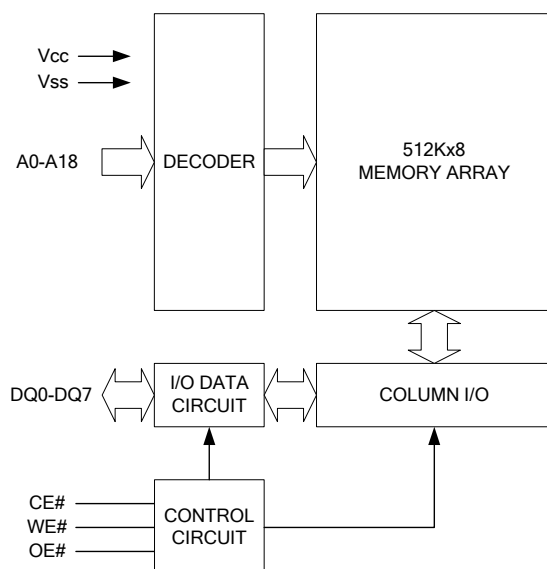 Vcc
Vss
A0-A18
DECODER
512Kx8
MEMORY ARRAY
DQ0-DQ7
I/O DATA
CIRCUIT
COLUMN I/O
CE#
WE#
OE#
CONTROL
CIRCUIT